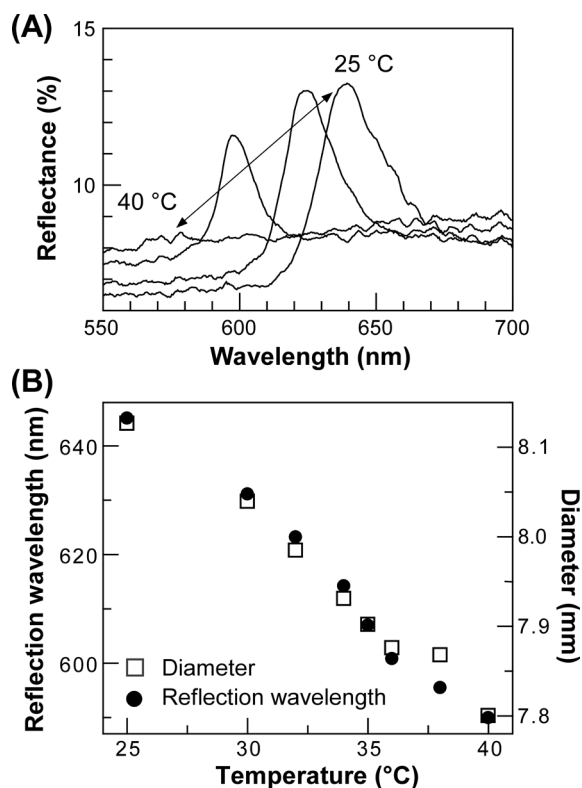 (A)
15
25 °C
Reflectance (%)
10
40 °C
550 600 650 700
Wavelength (nm)
(B)
Reflection wavelength (nm)
640
620
600
8.1
8.0
7.9
7.8
Diameter (mm)
Diameter
Reflection wavelength
25 30 35 40
Temperature (°C)